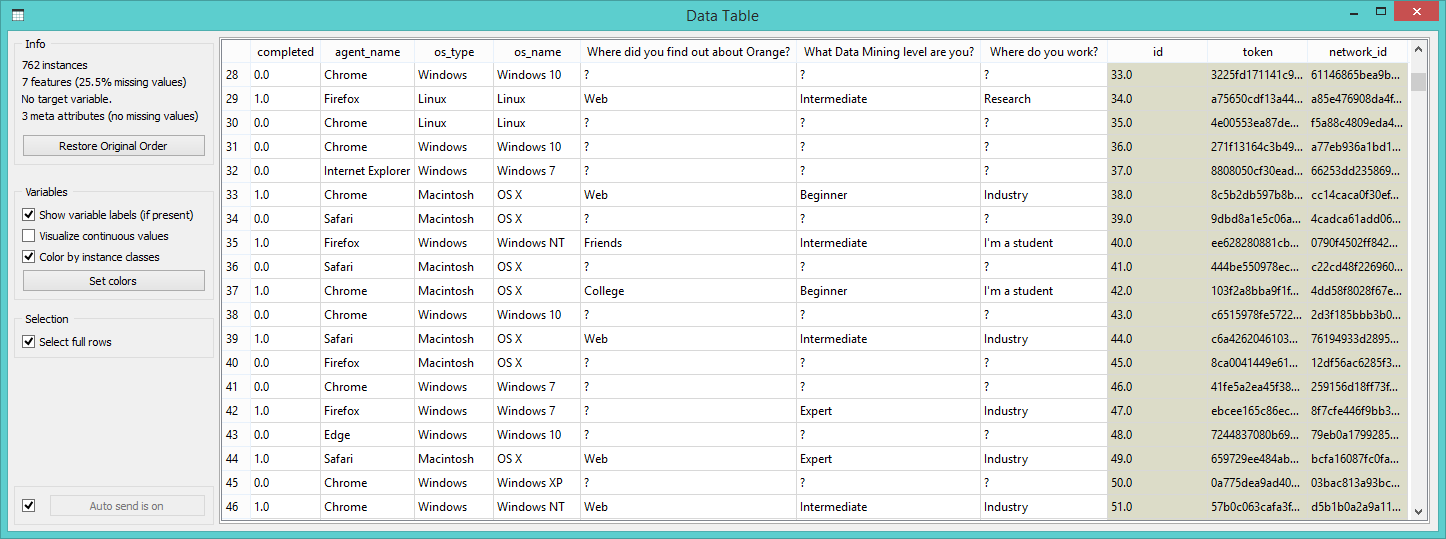 Data Table
Info
762 instances
7 features (25.5% missing values)
No target variable.
3 meta attributes (no missing values)
Restore Original Order
Variables
Show variable labels (if present)
Visualize continuous values
Color by instance classes
Set colors
Selection
Select full rows
Auto send is on
completed agent_name os_type os_name Where did you find out about Orange? What Data Mining level are you? Where do you work? id token network_id
28 0.0 Chrome Windows Windows 10 ? ? ? 33.0 3225fd171141c9... 61146865bea9b...
29 1.0 Firefox Linux Linux Web Intermediate Research 34.0 a75650cdf13a44... a85e476908da4f...
30 0.0 Chrome Linux Linux ? ? ? 35.0 4e00553ea87de... f5a88c4809eda4...
31 0.0 Chrome Windows Windows 10 ? ? ? 36.0 271f13164c3b49... a77eb936a1bd1...
32 0.0 Internet Explorer Windows Windows 7 ? ? ? 37.0 8808050cf30ead... 66253dd235869...
33 1.0 Chrome Macintosh OS X Web Beginner Industry 38.0 8c5b2db597b8b... cc14caca0f30ef...
34 0.0 Safari Macintosh OS X ? ? ? 39.0 9dbd8a1e5c06a... 4cadca61add06...
35 1.0 Firefox Windows Windows NT Friends Intermediate I'm a student 40.0 ee628280881cb... 0790f4502ff842...
36 0.0 Safari Macintosh OS X ? ? ? 41.0 444be550978ec... c22cd48f226960...
37 1.0 Chrome Macintosh OS X College Beginner I'm a student 42.0 103f2a8bba9f1f... 4dd58f8028f67e...
38 0.0 Chrome Windows Windows 10 ? ? ? 43.0 c6515978fe5722... 2d3f185bbb3b0...
39 1.0 Safari Macintosh OS X Web Intermediate Industry 44.0 c6a4262046103... 76194933d2895...
40 0.0 Firefox Macintosh OS X ? ? ? 45.0 8ca0041449e61... 12df56ac6285f3...
41 0.0 Chrome Windows Windows 7 ? ? ? 46.0 41fe5a2ea45f38... 259156d18ff73f...
42 1.0 Firefox Windows Windows 7 ? Expert Industry 47.0 ebcee165c86ec... 8f7cfe446f9bb3...
43 0.0 Edge Windows Windows 10 ? ? ? 48.0 7244837080b69... 79eb0a1799285...
44 1.0 Safari Macintosh OS X Web Expert Industry 49.0 659729ee484ab... bcfa16087fc0fa...
45 0.0 Chrome Windows Windows XP ? ? ? 50.0 0a775dea9ad40... 03bac813a93bc...
46 1.0 Chrome Windows Windows NT Web Intermediate Industry 51.0 57b0c063cafa3f... d5b1b0a2a9a11...